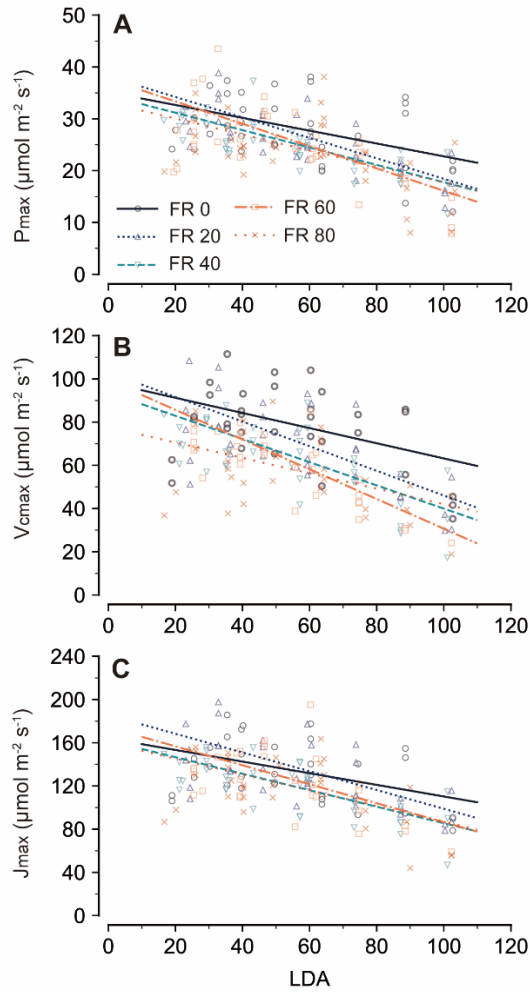 A
50
40
30
20
10
0
Pmax (μmol m⁻² s⁻¹)
FR 0
FR 60
FR 20
FR 80
FR 40
0 20 40 60 80 100 120
B
120
100
80
60
40
20
0
Vcmax (μmol m⁻² s⁻¹)
0 20 40 60 80 100 120
C
240
200
160
120
80
40
0
Jmax (μmol m⁻² s⁻¹)
0 20 40 60 80 100 120
LDA